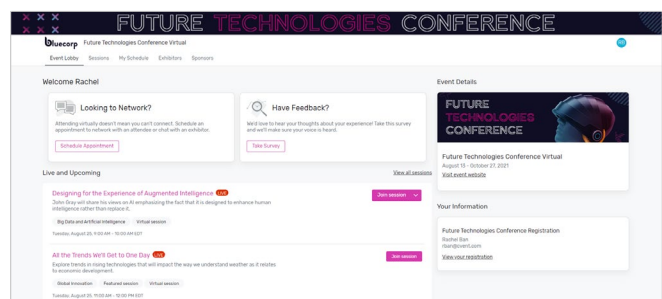 FUTURE TECHNOLOGIES CONFERENCE
bluecorp Future Technologies Conference Virtual
Event Lobby Sessions My Schedule Exhibitors Sponsors
Welcome Rachel
Looking to Network?
Attending virtually doesn't mean you can't connect. Schedule an
appointment to network with an attendee or chat with an exhibitor.
Schedule Appointment
Have Feedback?
We'd love to hear your thoughts about your experience! Take this survey
and we'll make sure your voice is heard.
Take Survey
Live and Upcoming
View all sessions
Designing for the Experience of Augmented Intelligence LIVE
Join session
John Gray will share his views on AI emphasising the fact that it is designed to enhance human
intelligence rather than replace it.
Big Data and Artificial Intelligence Virtual session
Tuesday, August 25, 9:00 AM - 10:00 AM EDT
All the Trends We'll Get to One Day LIVE
Join session
Explore trends in rising technologies that will impact the way we understand weather as it relates
to economic development.
Global Innovation Featured session Virtual session
Tuesday, August 25, 9:00 AM - 10:00 PM EDT
Event Details
FUTURE
TECHNOLOGIES
CONFERENCE
Future Technologies Conference Virtual
August 13 - October 27, 2021
Visit event website
Your Information
Future Technologies Conference Registration
Rachel Ban
rban@cvent.com
View your registration